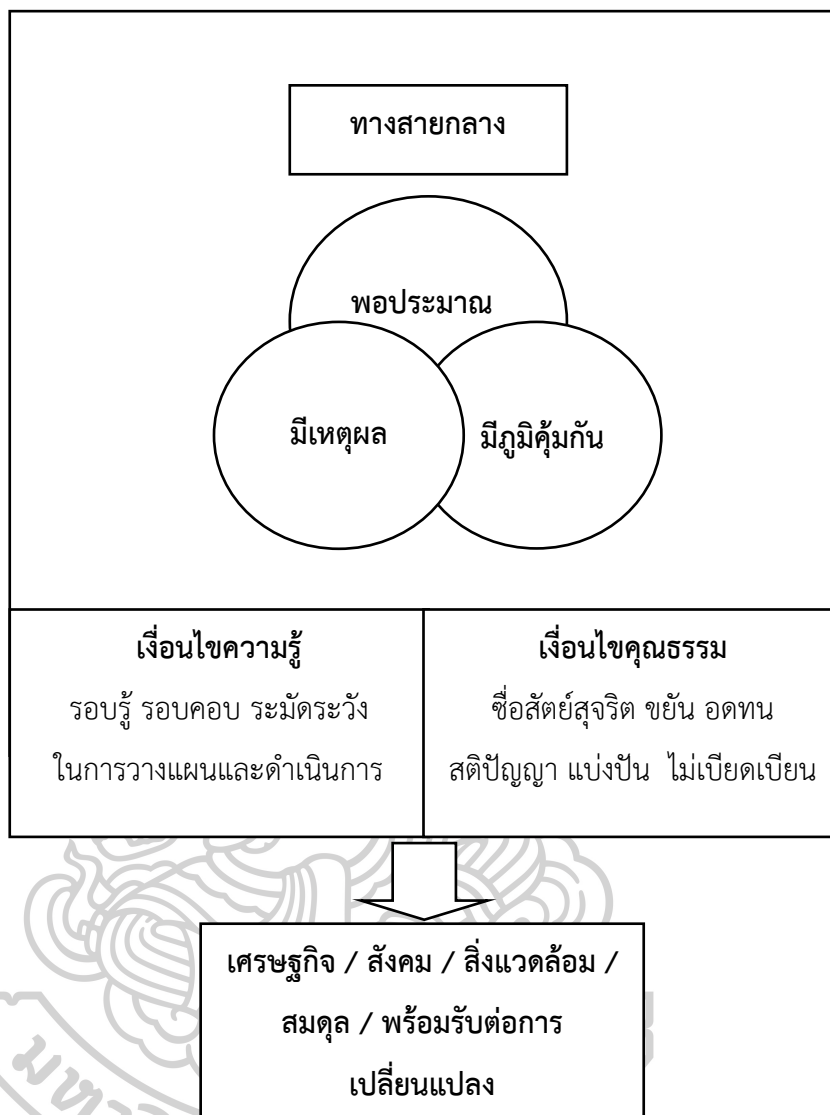 ทางสายกลาง
พอประมาณ
มีเหตุผล
มีภูมิคุ้มกัน
เงื่อนไขความรู้
รอบรู้ รอบคอบ ระมัดระวัง
ในการวางแผนและดำเนินการ
เงื่อนไขคุณธรรม
ซื่อสัตย์สุจริต ขยัน อดทน
สติปัญญา แบ่งปัน ไม่เบียดเบียน
เศรษฐกิจ / สังคม / สิ่งแวดล้อม /
สมดุล / พร้อมรับต่อการ
เปลี่ยนแปลง